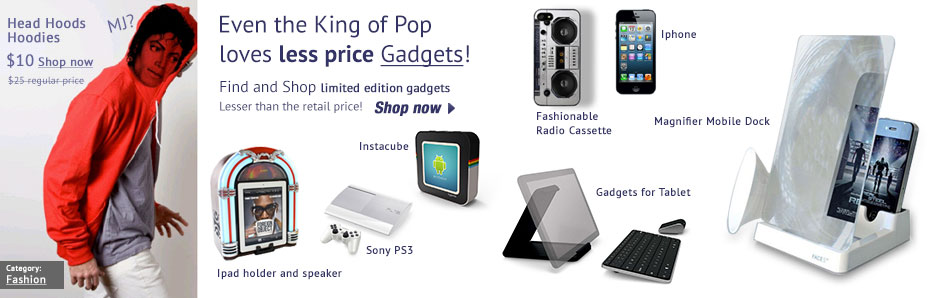 Head Hoods
Hoodies
MJ?
$10 Shop now
$25 regular price
Category:
Fashion
Even the King of Pop
loves less price Gadgets!
Find and Shop limited edition gadgets
Lesser than the retail price! Shop now
Instacube
Sony PS3
Ipad holder and speaker
Fashionable
Radio Cassette
Iphone
Gadgets for Tablet
Magnifier Mobile Dock